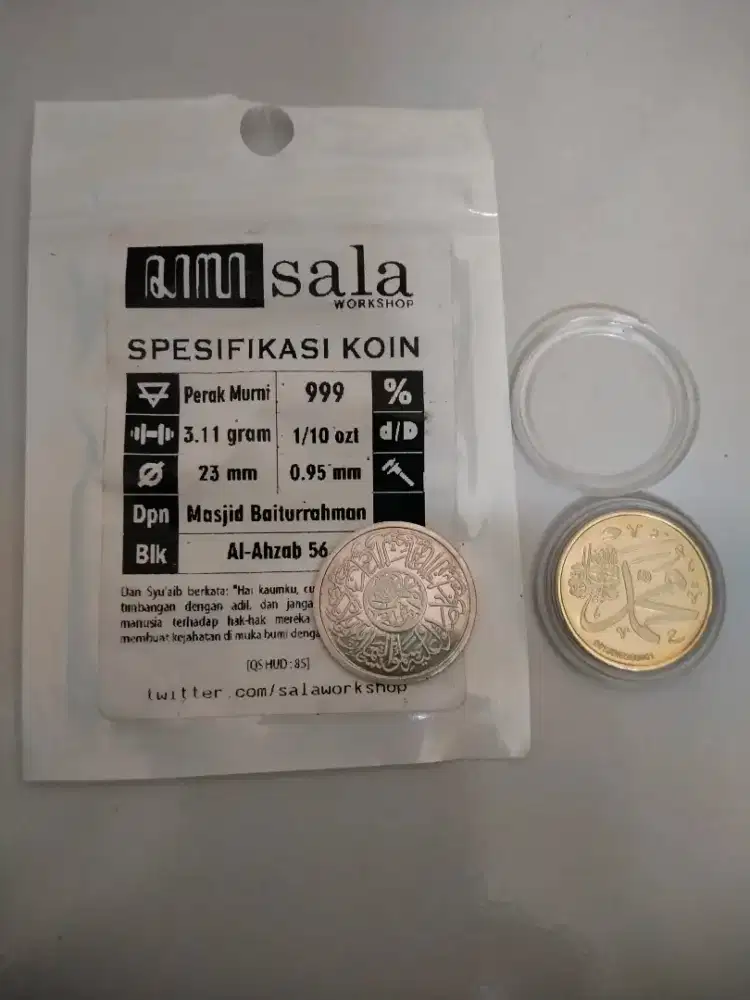 sala
WORKSHOP
SPESIFIKASI KOIN
Perak Murni 999 %
3.11 gram 1/10 ozt d/D
23 mm 0.95 mm
Dpn Masjid Baiturrahman
Blk Al-Ahzab 56
Dan Syu'aib berkata: "Hai kaumku, cu
timbangan dengan adil, dan janga
manusia terhadap hak-hak mereka
membuat kejahatan di muka bumi denga
[QS HUD : 85]
twitter.com/salaworkshop